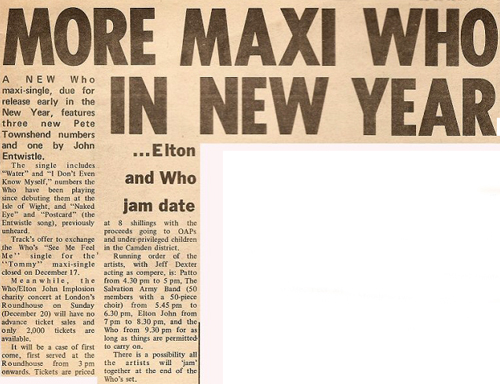 MORE MAXI WHO
IN NEW YEAR
A NEW Who
maxi-single, due for
release early in the
New Year, features
three new Pete
Townshend numbers
and one by John
Entwistle.
The single includes
"Water" and "I Don't Even
Know Myself," numbers the
Who have been playing
since debuting them at the
Isle of Wight, and "Naked
Eye" and "Postcard" (the
Entwistle song), previously
unheard.
Track's offer to exchange
the Who's "See Me Feel
Me" single for the
"Tommy" maxi-single
closed on December 17.
Meanwhile, the
Who/Elton John Implosion
charity concert at London's
Roundhouse on Sunday
(December 20) will have no
advance ticket sales and
only 2,000 tickets are
available.
It will be a case of first
come, first served at the
Roundhouse from 3 pm
onwards. Tickets are priced
...Elton
and Who
jam date
at 8 shillings with the
proceeds going to OAPs
and under-privileged children
in the Camden district.
Running order of the
artists, with Jeff Dexter
acting as compere, is: Patto
from 4.30 pm to 5 pm, The
Salvation Army Band (50
members with a 50-piece
choir) from 5.45 pm to
6.30 pm, Elton John from
7 pm to 8.30 pm, and the
Who from 9.30 pm for as
long as things are permitted
to carry on.
There is a possibility all
the artists will 'jam'
together at the end of the
Who's set.